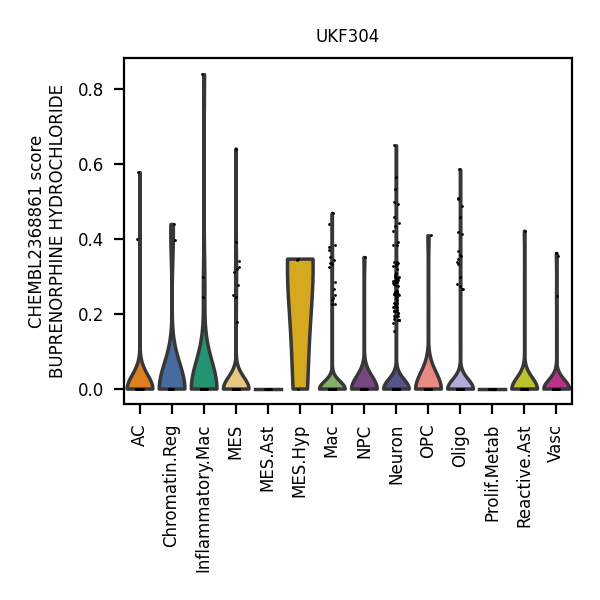 UKF304
CHEMBL2368861 score
BUPRENORPHINE HYDROCHLORIDE
0.8
0.6
0.4
0.2
0.0
AC
Chromatin.Reg
Inflammatory.Mac
MES
MES.Ast
MES.Hyp
Mac
NPC
Neuron
OPC
Oligo
Prolif.Metab
Reactive.Ast
Vasc